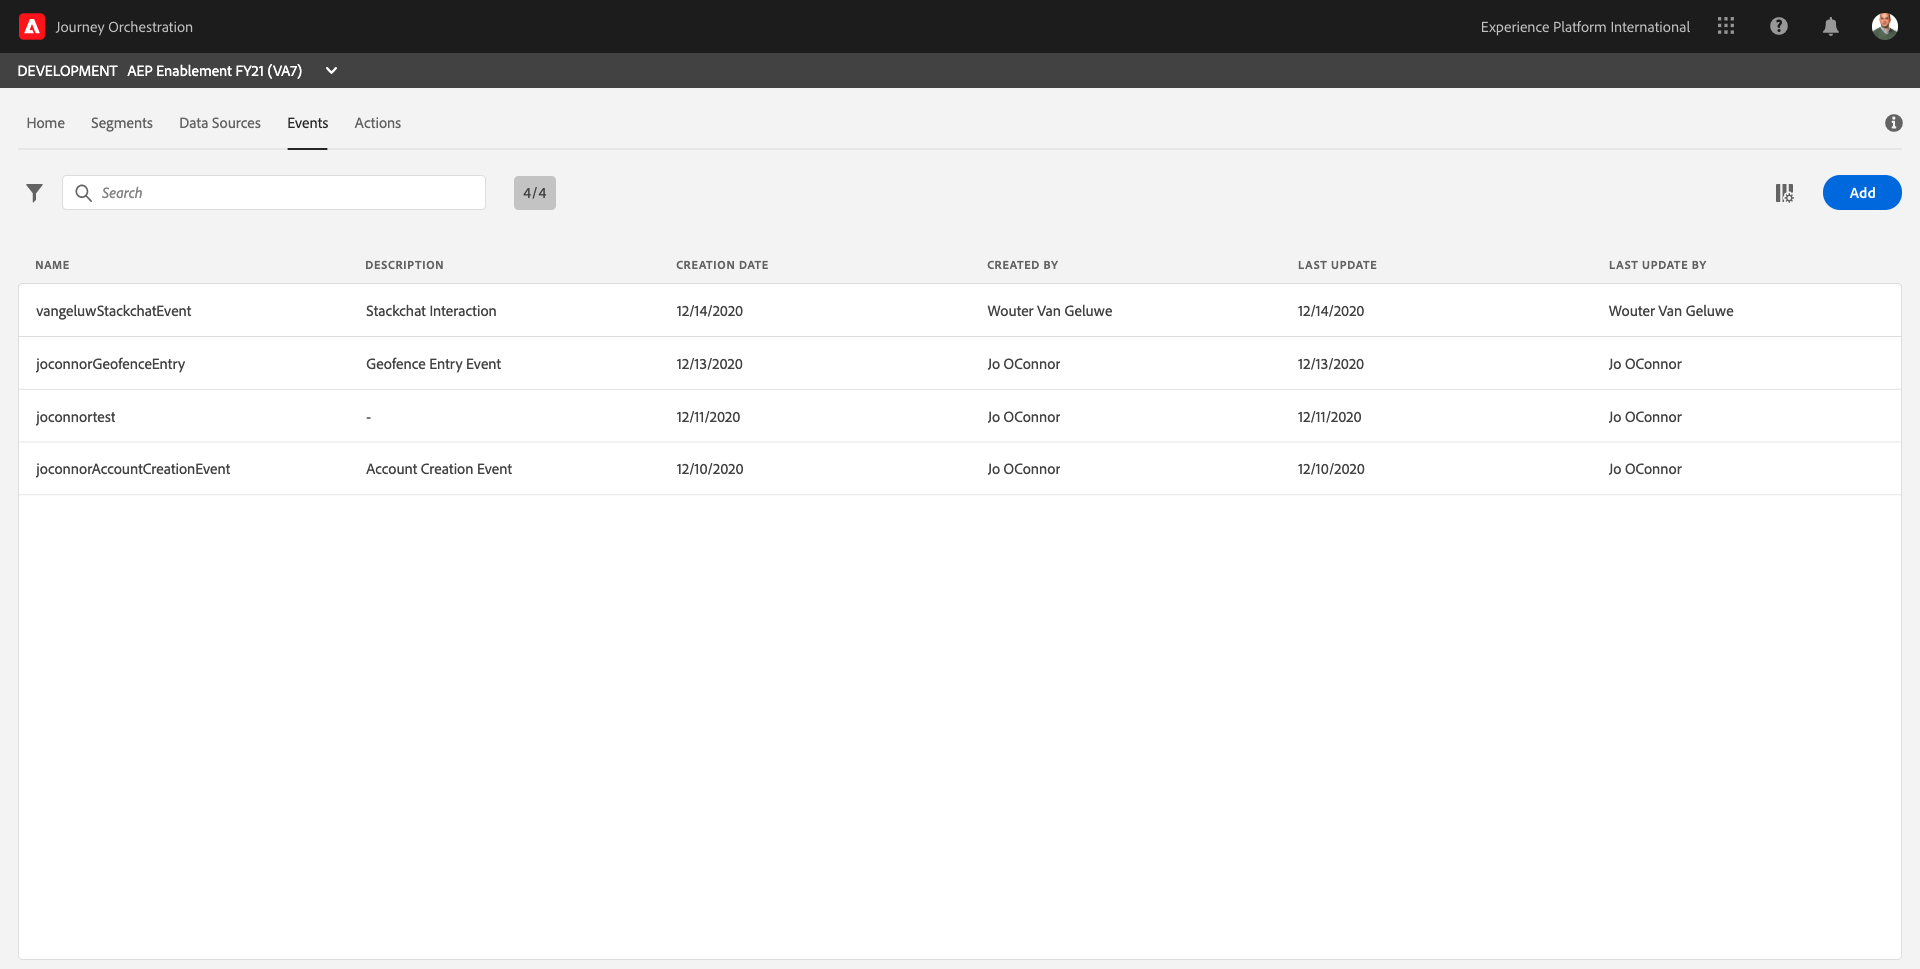 Journey Orchestration Experience Platform International
DEVELOPMENT AEP Enablement FY21 (VA7)
Home Segments Data Sources Events Actions
Search 4/4 Add
NAME DESCRIPTION CREATION DATE CREATED BY LAST UPDATE LAST UPDATE BY
vangeluwStackchatEvent Stackchat Interaction 12/14/2020 Wouter Van Geluwe 12/14/2020 Wouter Van Geluwe
joconnorGeofenceEntry Geofence Entry Event 12/13/2020 Jo OConnor 12/13/2020 Jo OConnor
joconnortest - 12/11/2020 Jo OConnor 12/11/2020 Jo OConnor
joconnorAccountCreationEvent Account Creation Event 12/10/2020 Jo OConnor 12/10/2020 Jo OConnor